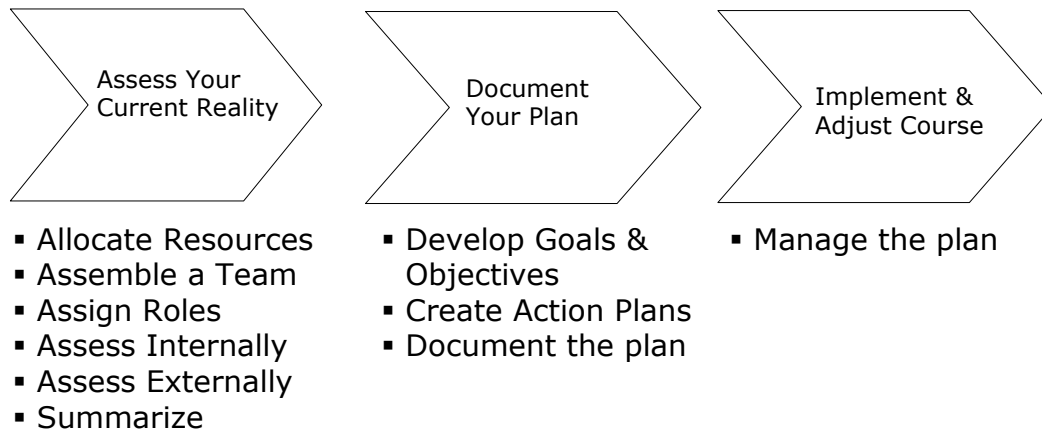 Assess Your
Current Reality
▪ Allocate Resources
▪ Assemble a Team
▪ Assign Roles
▪ Assess Internally
▪ Assess Externally
▪ Summarize
Document
Your Plan
▪ Develop Goals &
Objectives
▪ Create Action Plans
▪ Document the plan
Implement &
Adjust Course
▪ Manage the plan